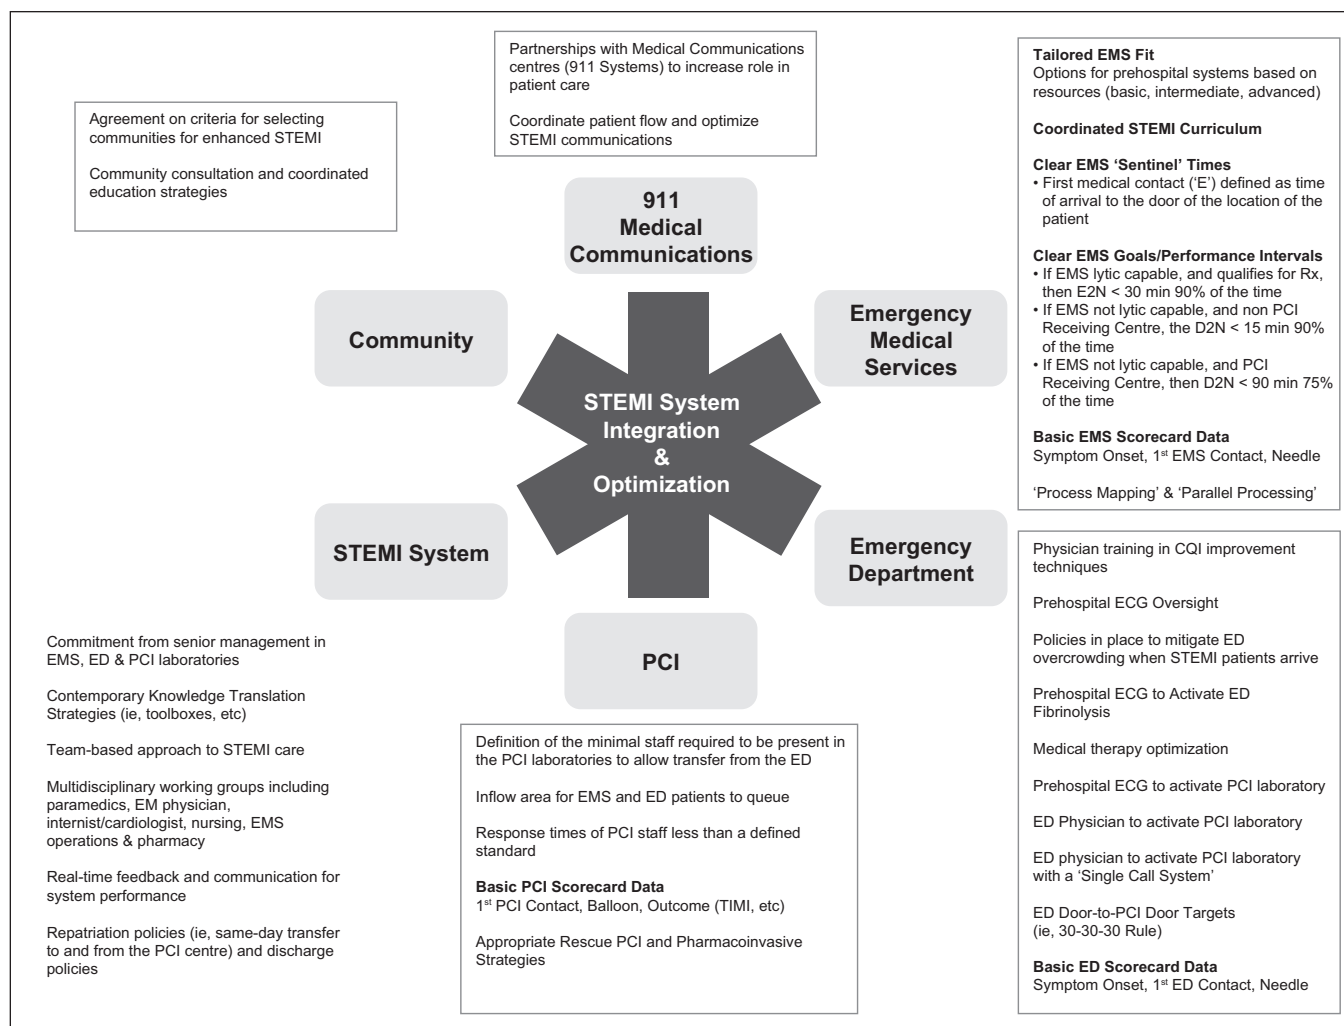 Partnerships with Medical Communications
centres (911 Systems) to increase role in
patient care
Coordinate patient flow and optimize
STEMI communications
Agreement on criteria for selecting
communities for enhanced STEMI
Community consultation and coordinated
education strategies
Tailored EMS Fit
Options for prehospital systems based on
resources (basic, intermediate, advanced)
Coordinated STEMI Curriculum
Clear EMS ‘Sentinel’ Times
• First medical contact (‘E’) defined as time
of arrival to the door of the location of the
patient
Clear EMS Goals/Performance Intervals
• If EMS lytic capable, and qualifies for Rx,
then E2N < 30 min 90% of the time
• If EMS not lytic capable, and non PCI
Receiving Centre, the D2N < 15 min 90%
of the time
• If EMS not lytic capable, and PCI
Receiving Centre, then D2N < 90 min 75%
of the time
Basic EMS Scorecard Data
Symptom Onset, 1st EMS Contact, Needle
‘Process Mapping’ & ‘Parallel Processing’
911
Medical
Communications
Community
Emergency
Medical
Services
STEMI System
Integration
&
Optimization
STEMI System
Emergency
Department
PCI
Commitment from senior management in
EMS, ED & PCI laboratories
Contemporary Knowledge Translation
Strategies (ie, toolboxes, etc)
Team-based approach to STEMI care
Multidisciplinary working groups including
paramedics, EM physician,
internist/cardiologist, nursing, EMS
operations & pharmacy
Real-time feedback and communication for
system performance
Repatriation policies (ie, same-day transfer
to and from the PCI centre) and discharge
policies
Definition of the minimal staff required to be present in
the PCI laboratories to allow transfer from the ED
Inflow area for EMS and ED patients to queue
Response times of PCI staff less than a defined
standard
Basic PCI Scorecard Data
1st PCI Contact, Balloon, Outcome (TIMI, etc)
Appropriate Rescue PCI and Pharmacoinvasive
Strategies
Physician training in CQI improvement
techniques
Prehospital ECG Oversight
Policies in place to mitigate ED
overcrowding when STEMI patients arrive
Prehospital ECG to Activate ED
Fibrinolysis
Medical therapy optimization
Prehospital ECG to activate PCI laboratory
ED Physician to activate PCI laboratory
ED physician to activate PCI laboratory
with a ‘Single Call System’
ED Door-to-PCI Door Targets
(ie, 30-30-30 Rule)
Basic ED Scorecard Data
Symptom Onset, 1st ED Contact, Needle